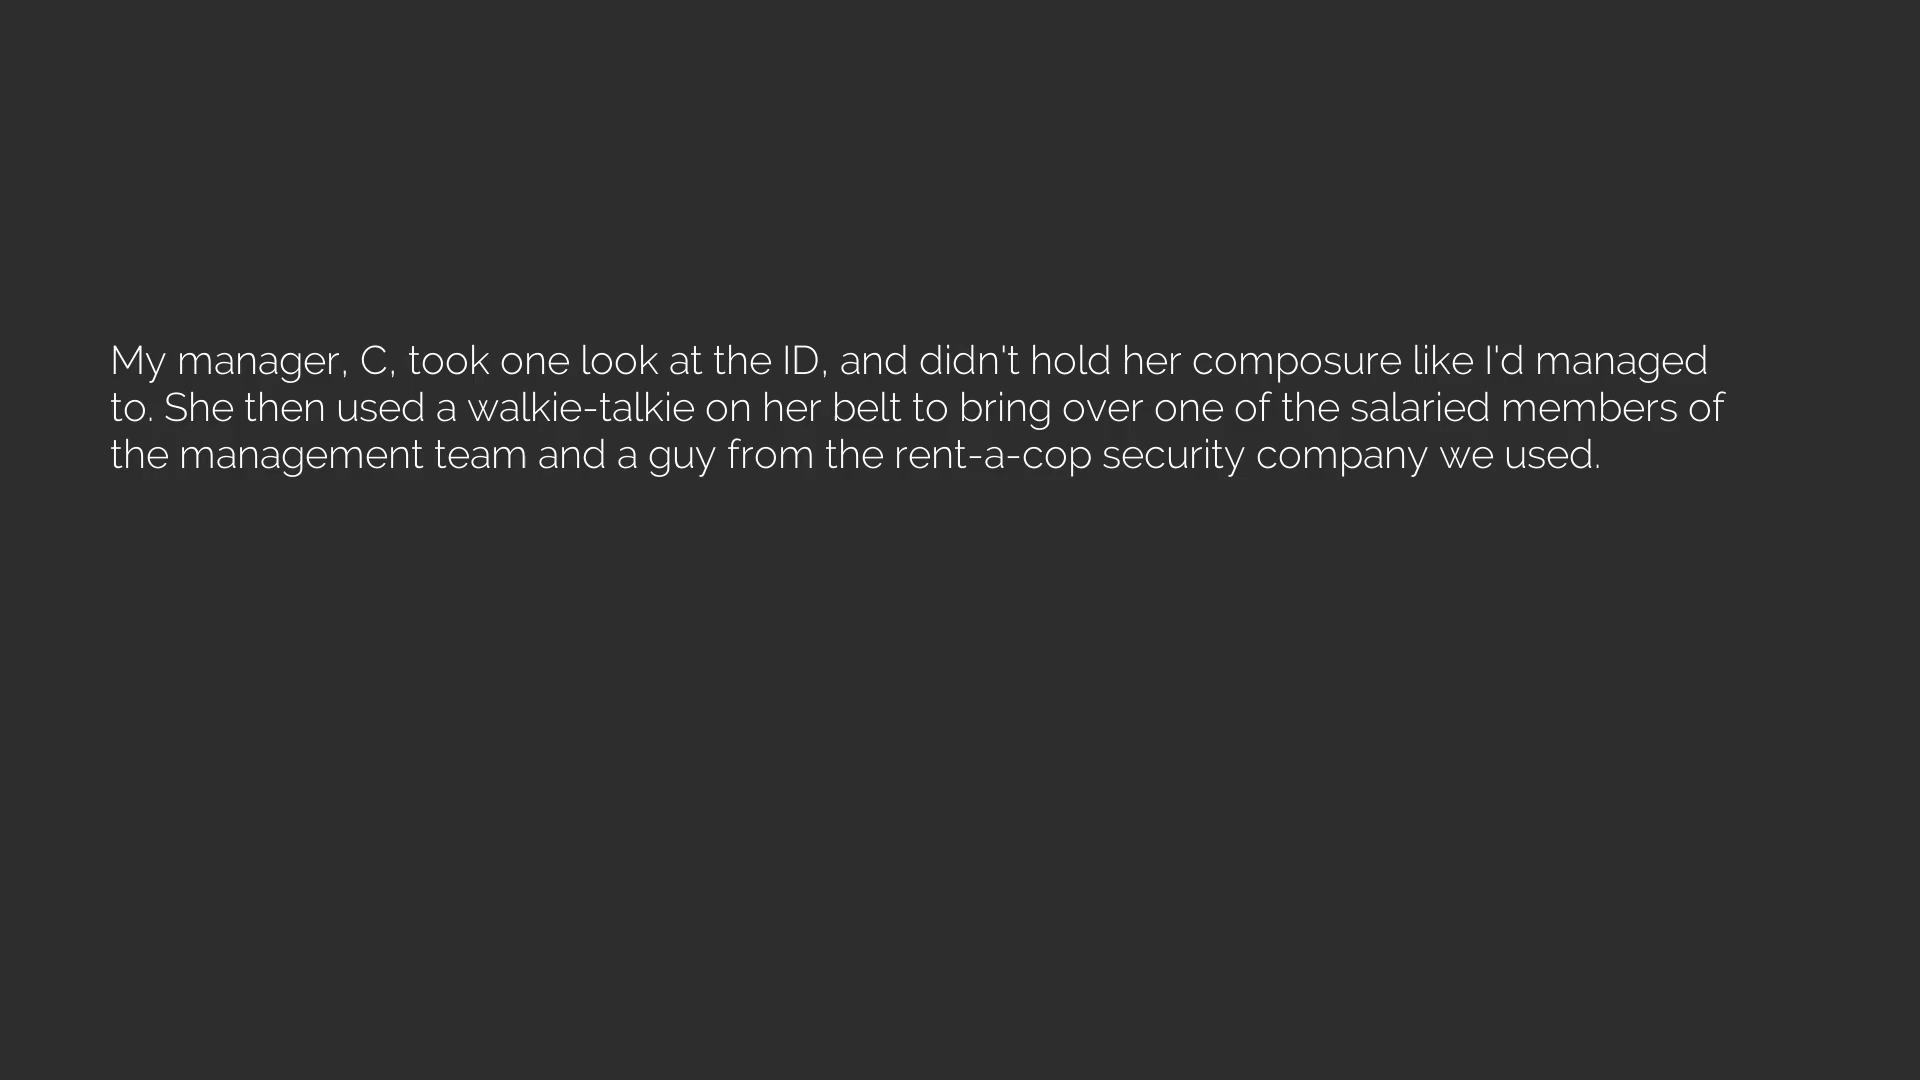 My manager, C, took one look at the ID, and didn't hold her composure like I'd managed
to. She then used a walkie-talkie on her belt to bring over one of the salaried members of
the management team and a guy from the rent-a-cop security company we used.